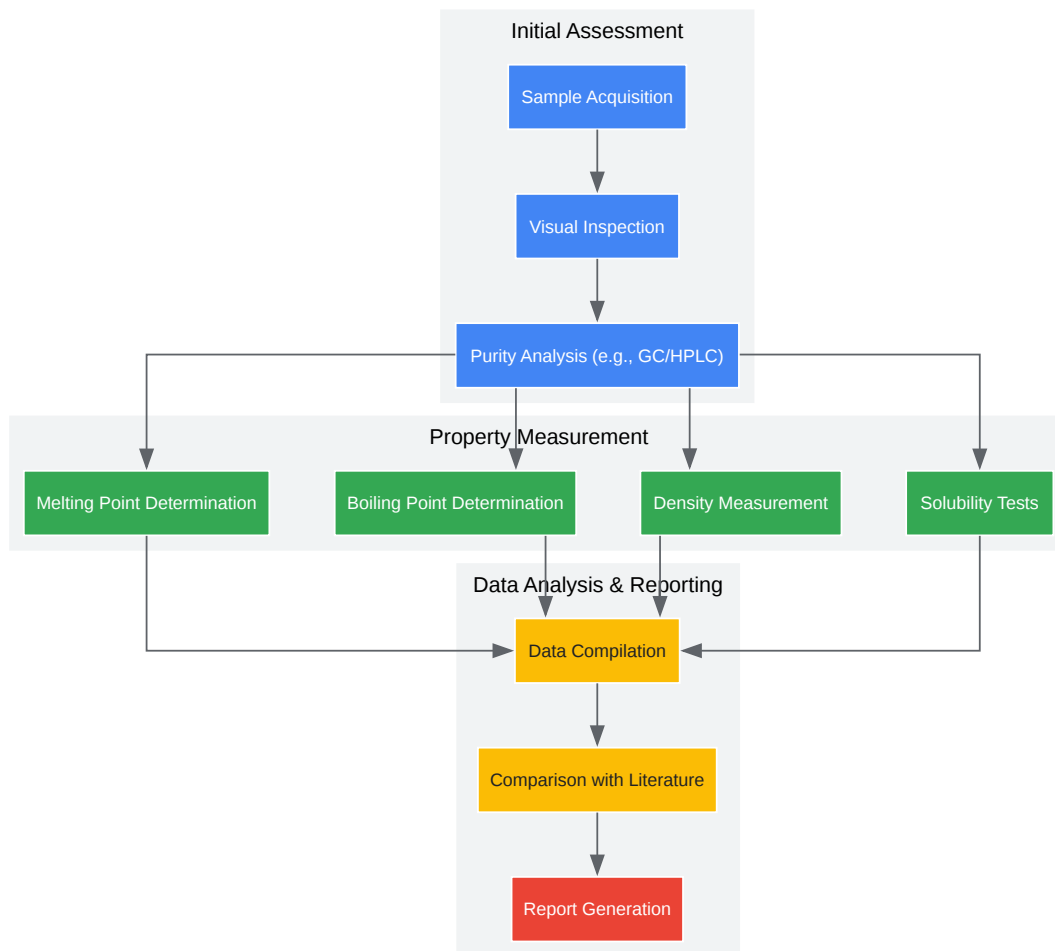 Initial Assessment
Sample Acquisition
Visual Inspection
Purity Analysis (e.g., GC/HPLC)
Property Measurement
Melting Point Determination
Boiling Point Determination
Density Measurement
Solubility Tests
Data Analysis & Reporting
Data Compilation
Comparison with Literature
Report Generation